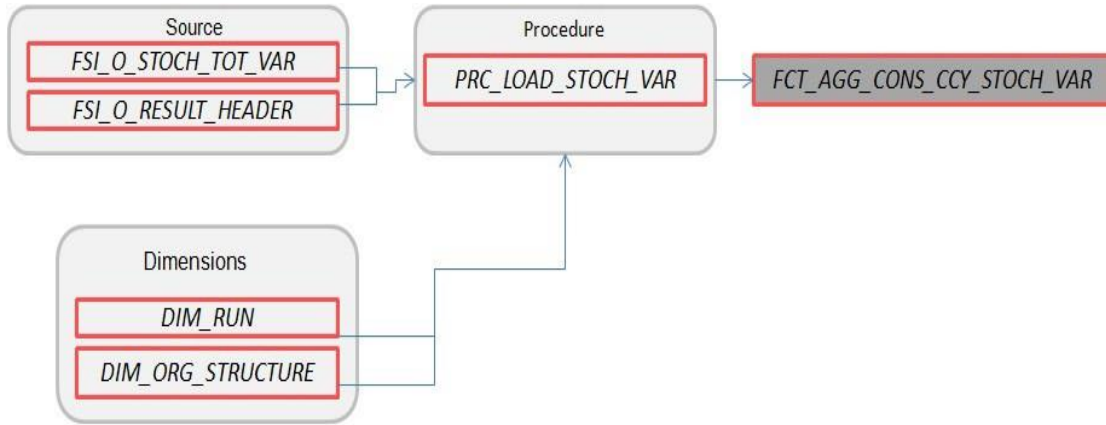 Source
FSI_O_STOCH_TOT_VAR
FSI_O_RESULT_HEADER
Procedure
PRC_LOAD_STOCH_VAR
FCT_AGG_CONS_CCY_STOCH_VAR
Dimensions
DIM_RUN
DIM_ORG_STRUCTURE